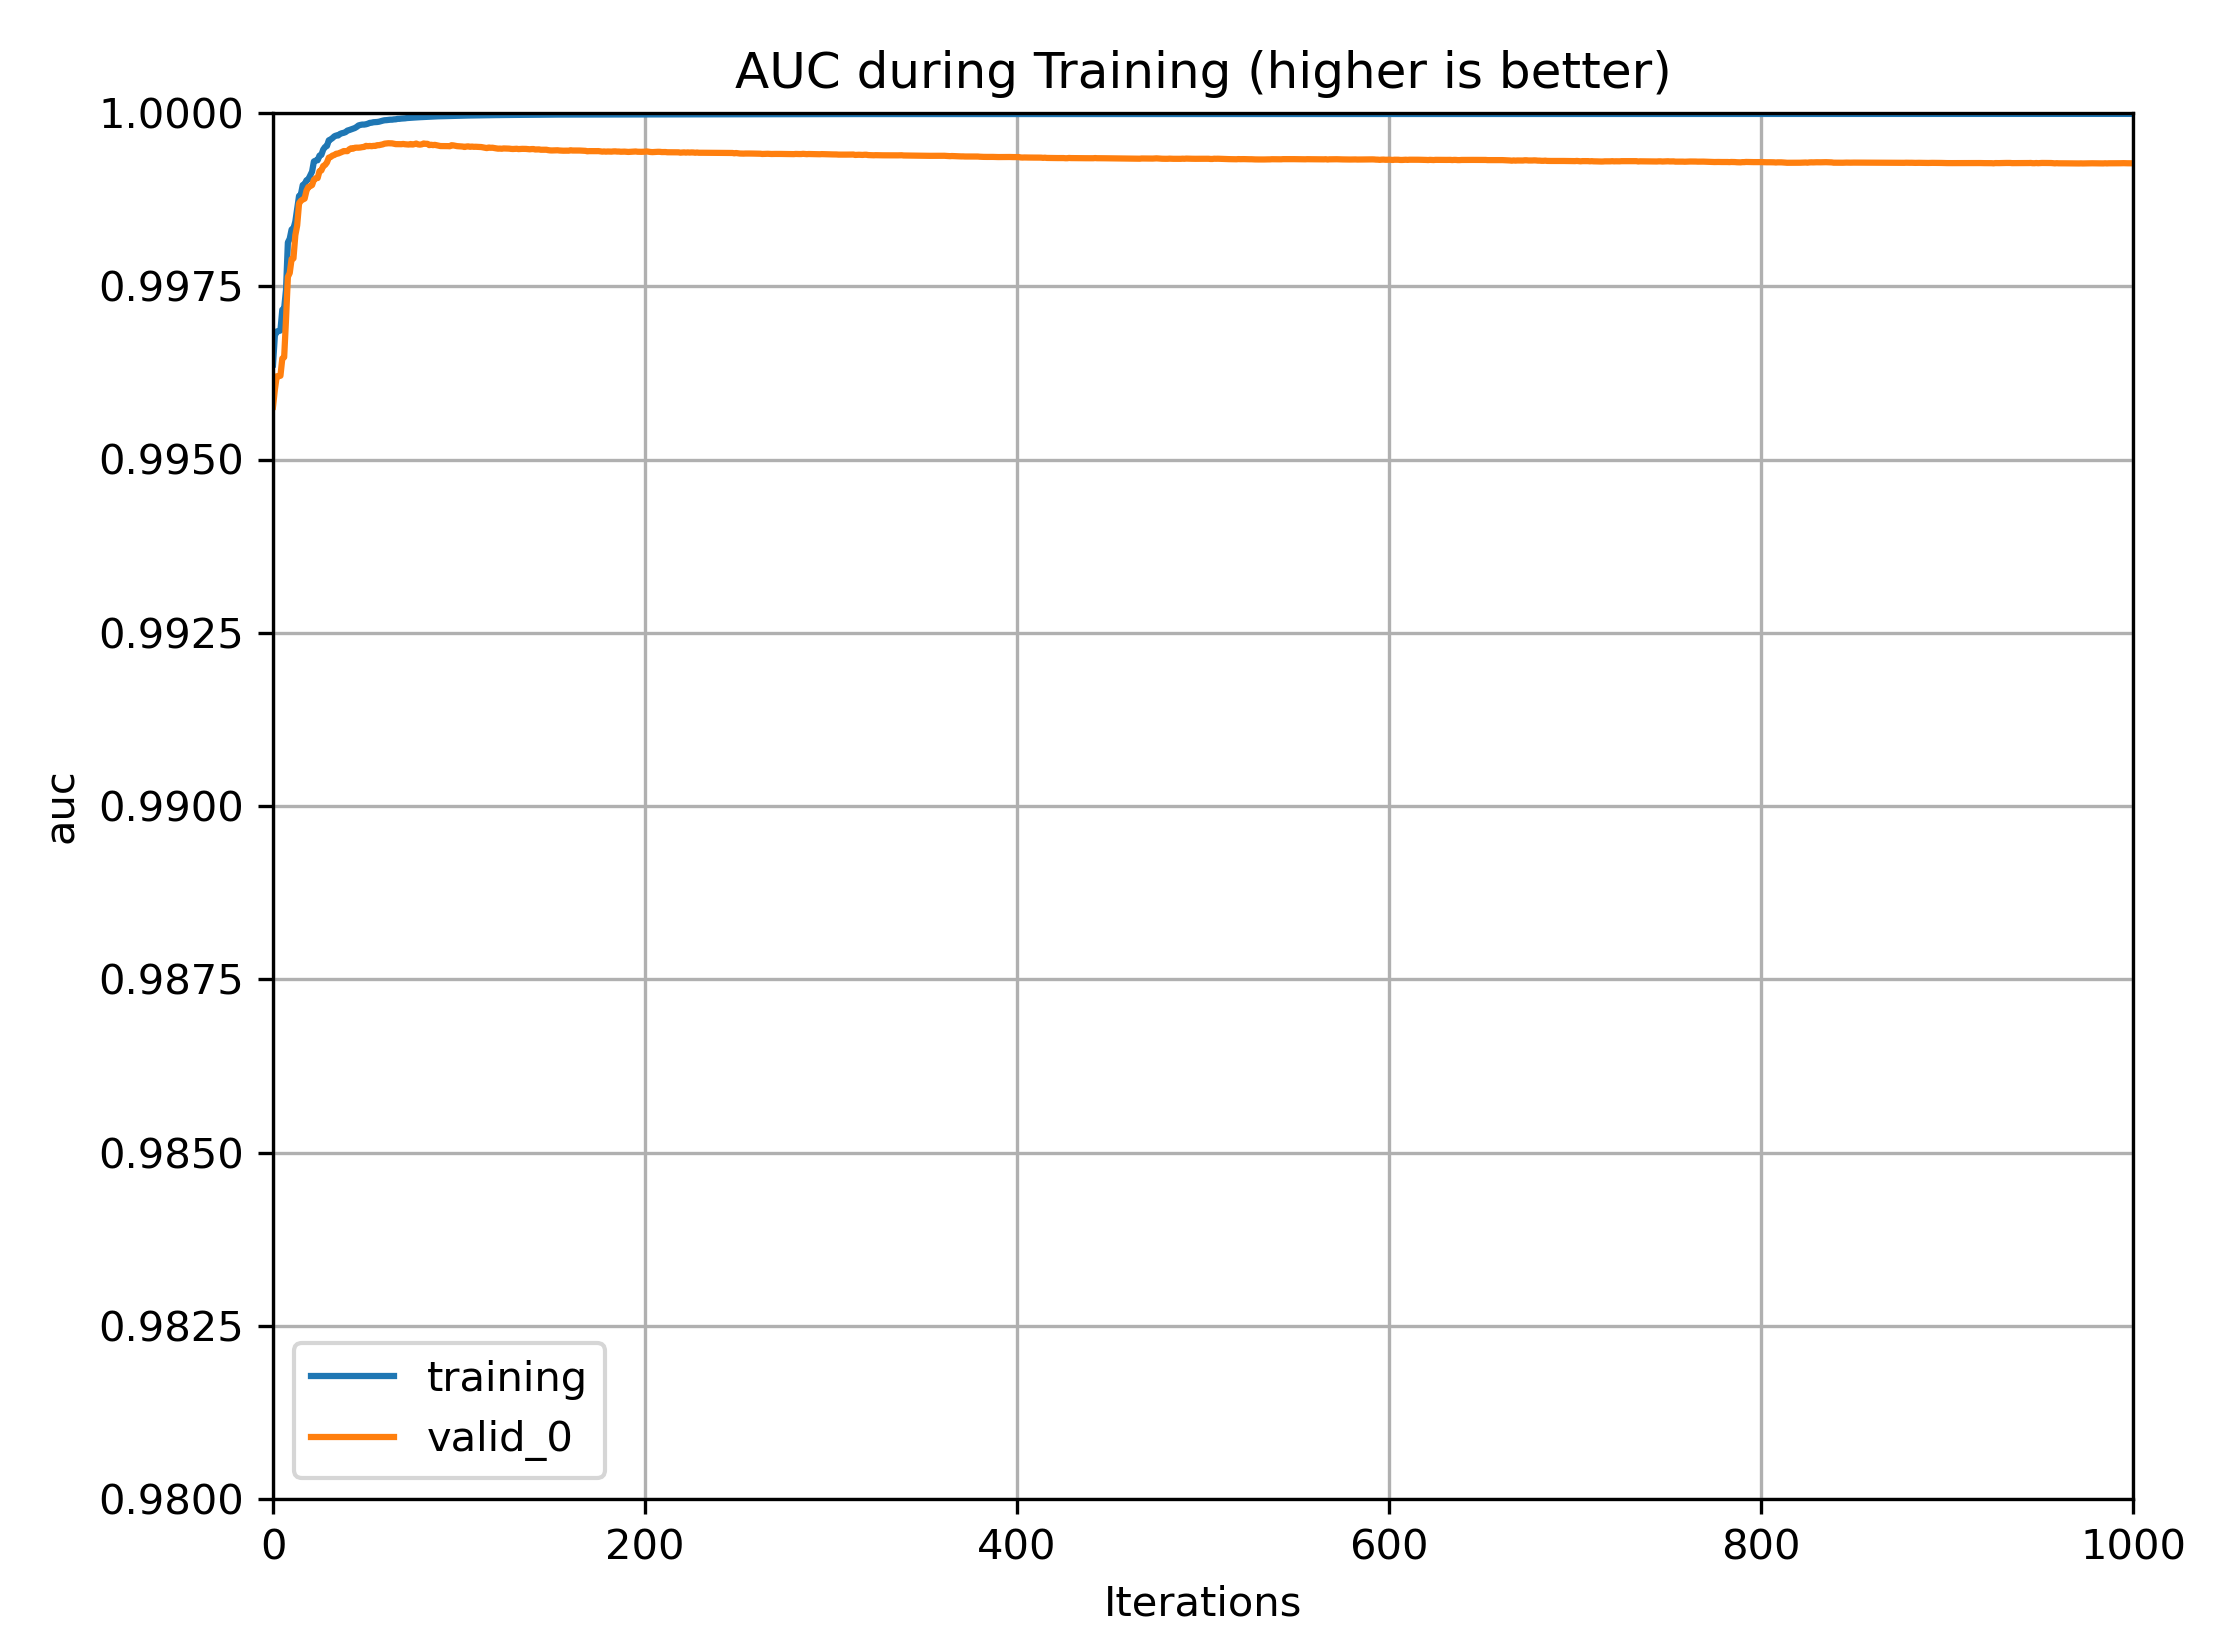 AUC during Training (higher is better)
1.0000
0.9975
0.9950
0.9925
0.9900
0.9875
0.9850
0.9825
0.9800
auc
training
valid_0
0 200 400 600 800 1000
Iterations